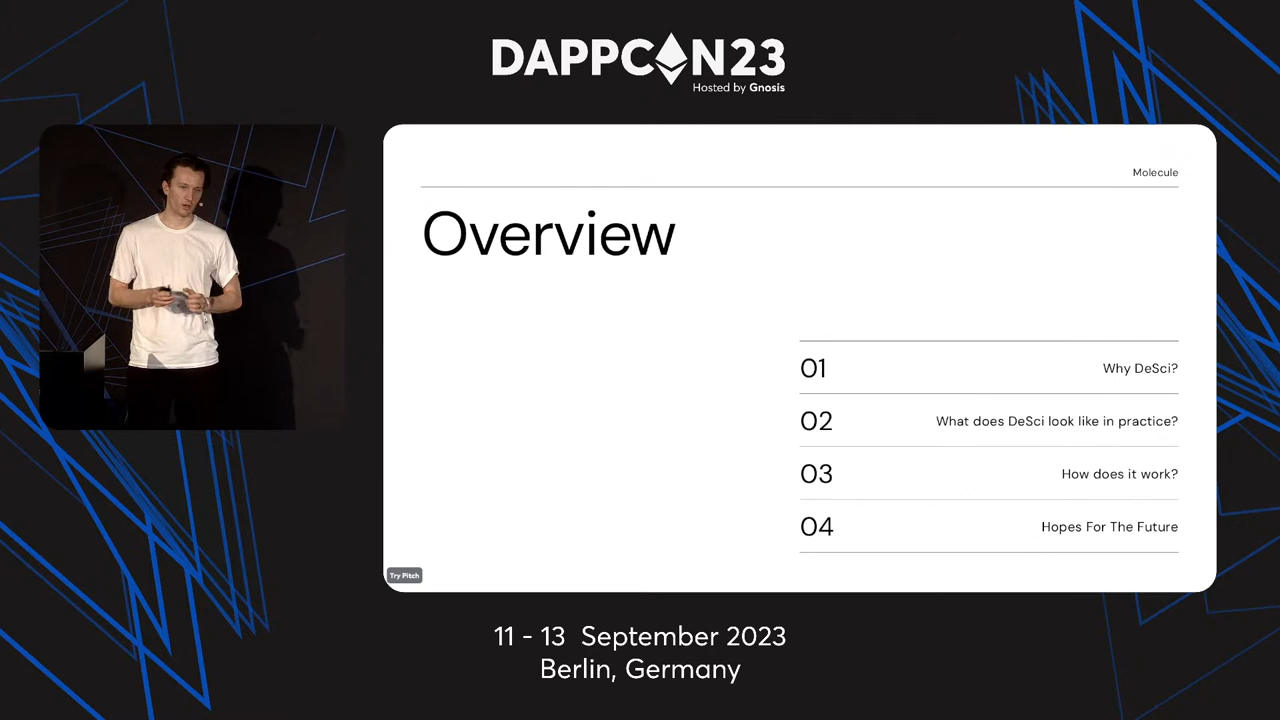 DAPPCON23
Hosted by Gnosis
Molecule
Overview
01 Why DeSci?
02 What does DeSci look like in practice?
03 How does it work?
04 Hopes For The Future
Try Pitch
11 - 13 September 2023
Berlin, Germany